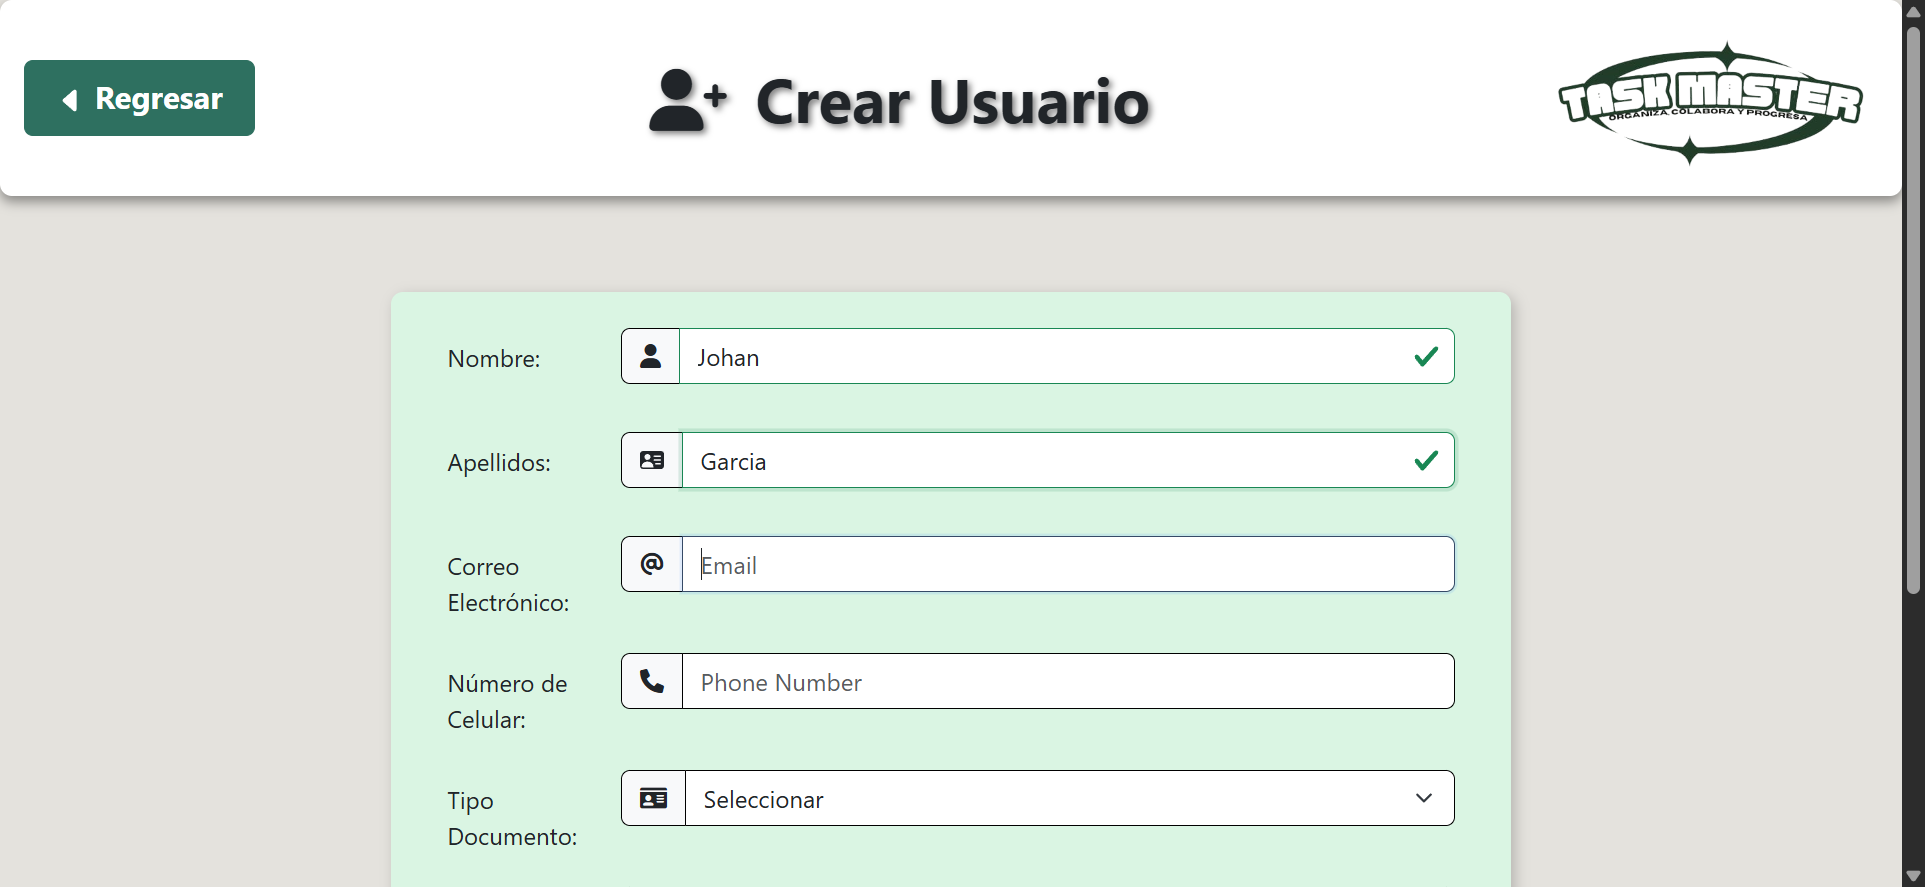 Regresar
Crear Usuario
TASK MASTER
ORGANIZA, COLABORA Y PROGRESA
Nombre:
Johan
Apellidos:
Garcia
Correo
Electrónico:
Email
Número de
Celular:
Phone Number
Tipo
Documento:
Seleccionar